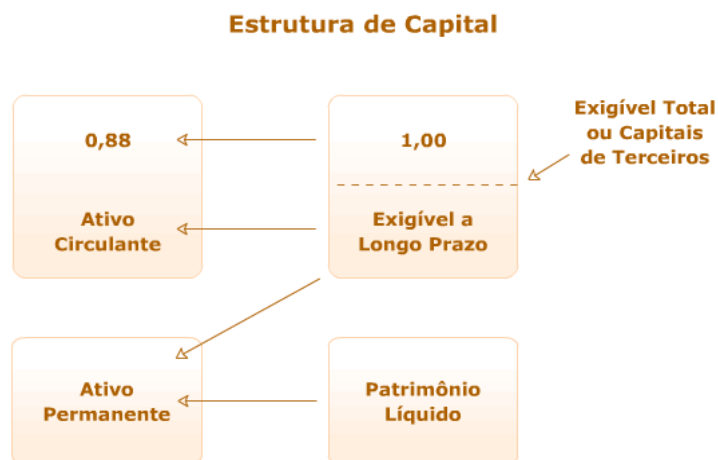 Estrutura de Capital
0,88
1,00
Exigível Total
ou Capitais
de Terceiros
Ativo
Circulante
Exigível a
Longo Prazo
Ativo
Permanente
Patrimônio
Líquido